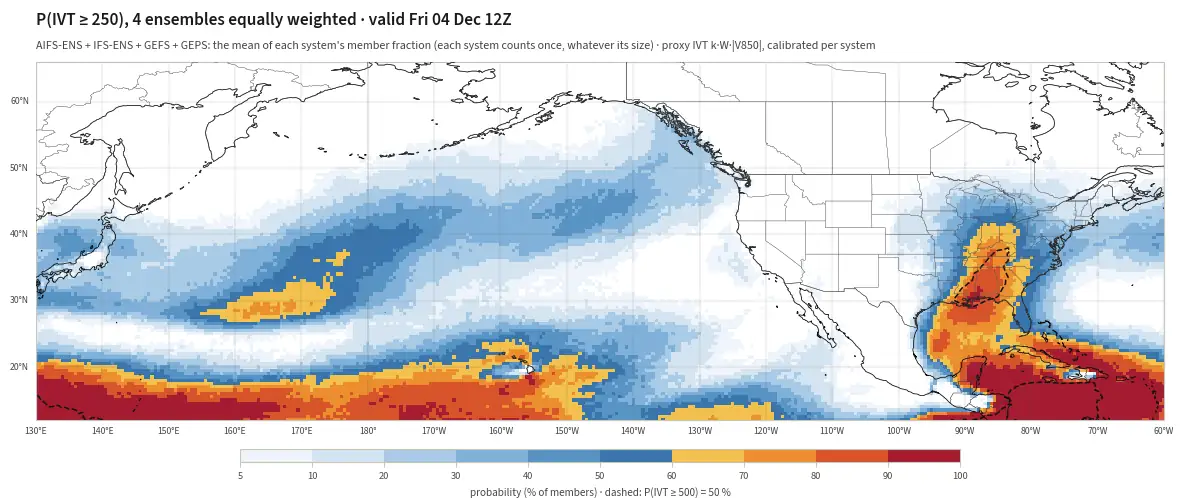 P(IVT ≥ 250), 4 ensembles equally weighted · valid Fri 04 Dec 12Z
AIFS-ENS + IFS-ENS + GEFS + GEPS: the mean of each system's member fraction (each system counts once, whatever its size) · proxy IVT k·W·|V850|, calibrated per system
60°N
50°N
40°N
30°N
20°N
130°E 140°E 150°E 160°E 170°E 180° 170°W 160°W 150°W 140°W 130°W 120°W 110°W 100°W 90°W 80°W 70°W 60°W
5 10 20 30 40 50 60 70 80 90 100
probability (% of members) · dashed: P(IVT ≥ 500) = 50 %